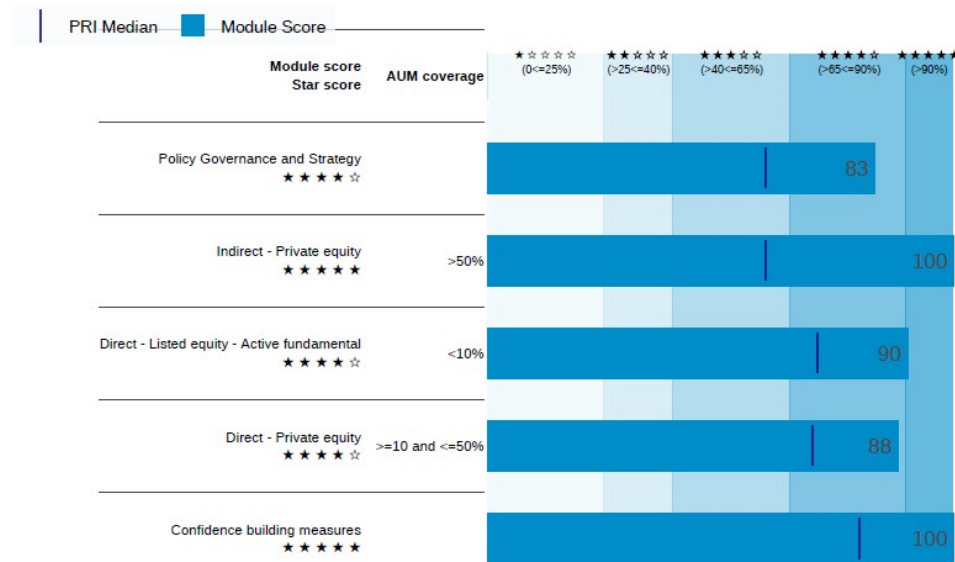 PRI Median Module Score
Module score
Star score
AUM coverage
★☆☆☆☆ ★★☆☆☆ ★★★☆☆ ★★★★☆ ★★★★★
(0<=25%) (>25<=40%) (>40<=65%) (>65<=90%) (>90%)
Policy Governance and Strategy
★★★★☆
83
Indirect - Private equity
★★★★★
>50%
100
Direct - Listed equity - Active fundamental
★★★★☆
<10%
90
Direct - Private equity
★★★★☆
>=10 and <=50%
88
Confidence building measures
★★★★★
100